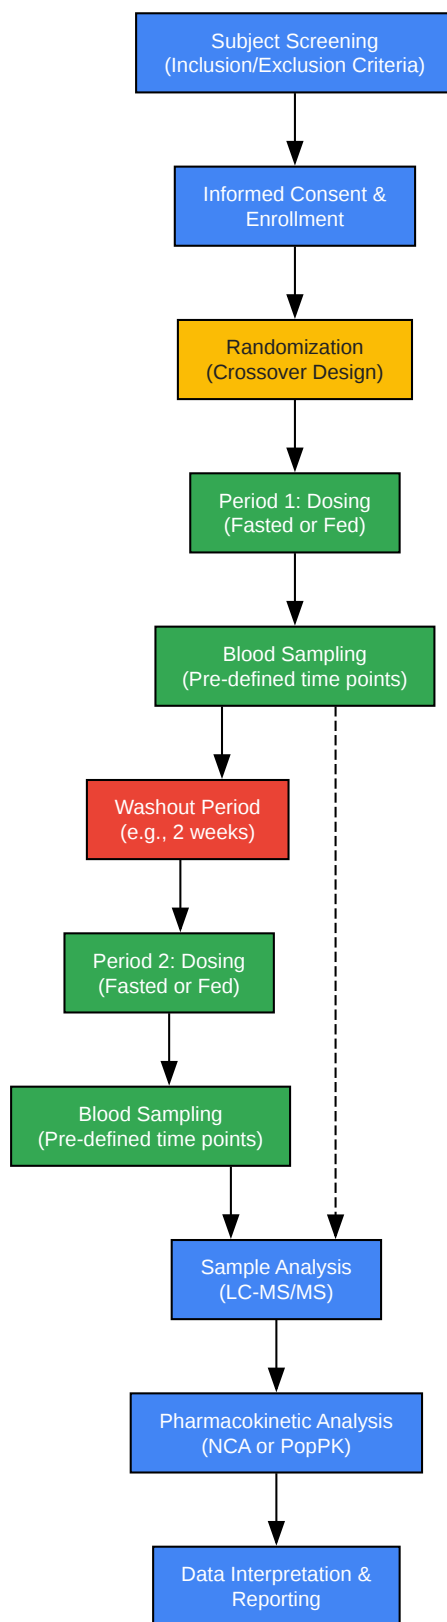 Subject Screening
(Inclusion/Exclusion Criteria)
Informed Consent &
Enrollment
Randomization
(Crossover Design)
Period 1: Dosing
(Fasted or Fed)
Blood Sampling
(Pre-defined time points)
Washout Period
(e.g., 2 weeks)
Period 2: Dosing
(Fasted or Fed)
Blood Sampling
(Pre-defined time points)
Sample Analysis
(LC-MS/MS)
Pharmacokinetic Analysis
(NCA or PopPK)
Data Interpretation &
Reporting